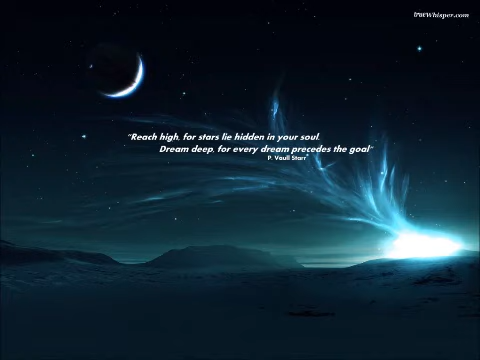 trueWhisper.com
"Reach high, for stars lie hidden in your soul.
Dream deep, for every dream precedes the goal"
P. Vaull Starr